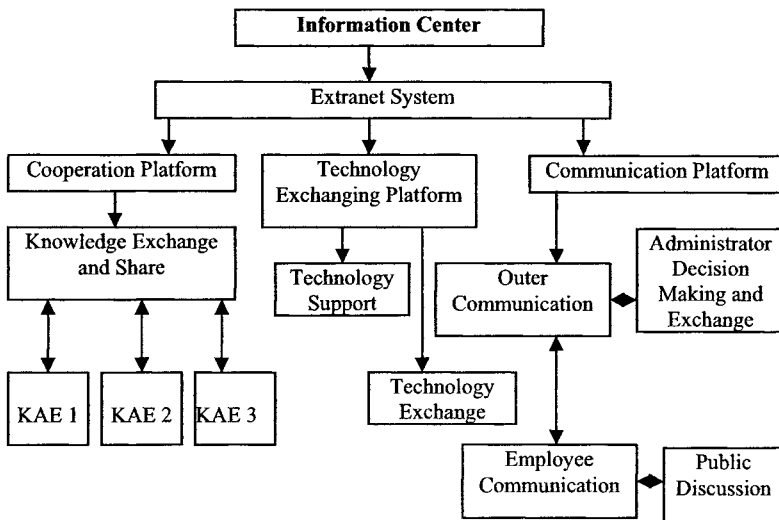 Information Center
Extranet System
Cooperation Platform
Technology
Exchanging Platform
Communication Platform
Knowledge Exchange
and Share
Technology
Support
Outer
Communication
Administrator
Decision
Making and
Exchange
KAE 1
KAE 2
KAE 3
Technology
Exchange
Employee
Communication
Public
Discussion